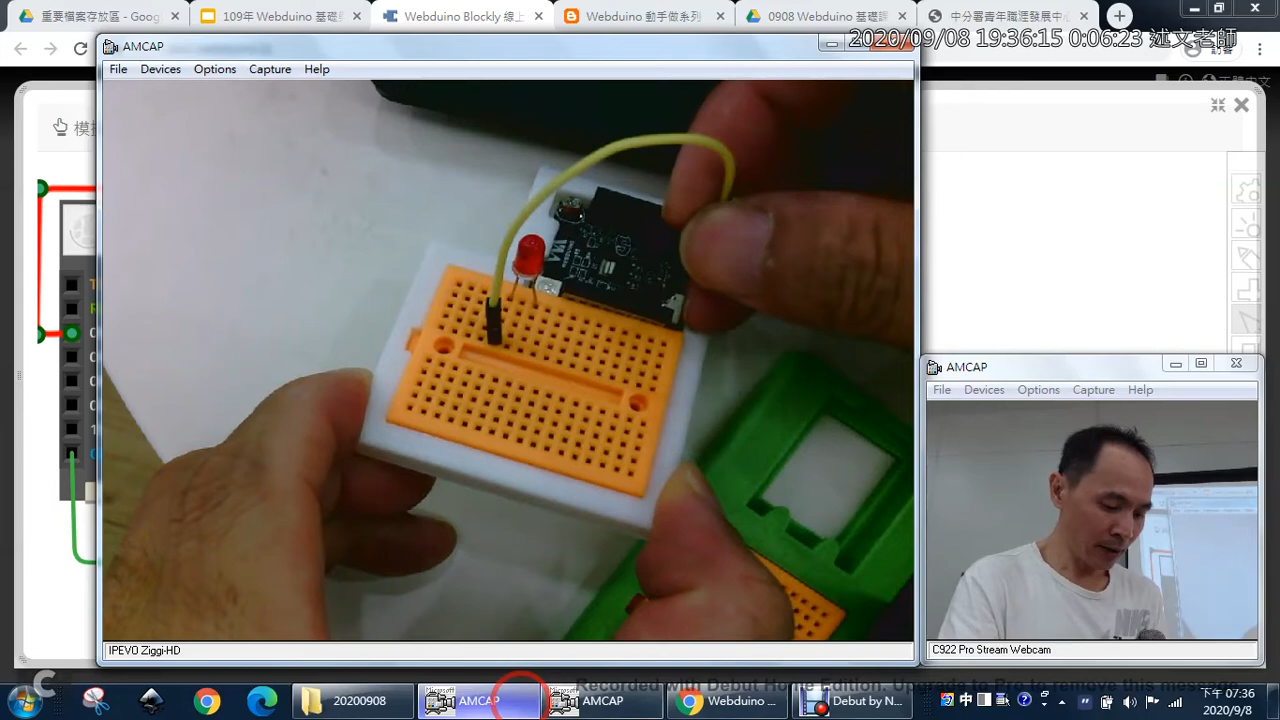 重要檔案存放區 - Goog
109年 Webduino 基礎
Webduino Blockly 線上
Webduino 動手做系列
0908 Webduino 基礎
中分署青年職涯發展中心
2020/09/08 19:36:15 0:06:23 述文老師
AMCAP
File Devices Options Capture Help
模
IPEVO Ziggi-HD
AMCAP
File Devices Options Capture Help
C922 Pro Stream Webcam
Recorded with Debut Home Edition. Upgrade to Pro to remove this message
20200908
AMCAP
AMCAP
Webduino ...
Debut by N...
中
下午 07:36
2020/9/8